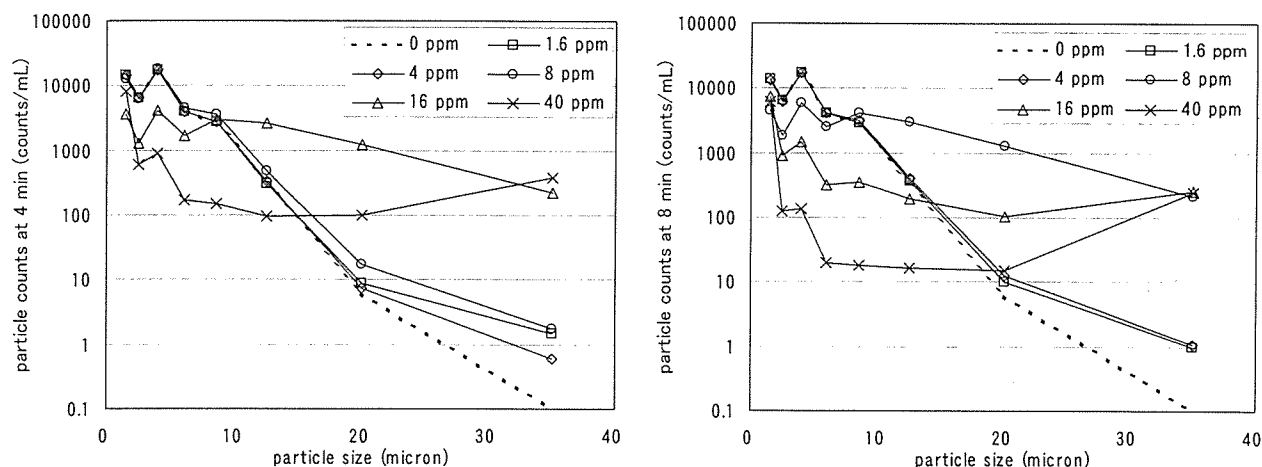 particle counts at 4 min (counts/mL)
100000
10000
1000
100
10
1
0.1
0 ppm
1.6 ppm
4 ppm
8 ppm
16 ppm
40 ppm
0 10 20 30 40
particle size (micron)
particle counts at 8 min (counts/mL)
100000
10000
1000
100
10
1
0.1
0 ppm
1.6 ppm
4 ppm
8 ppm
16 ppm
40 ppm
0 10 20 30 40
particle size (micron)